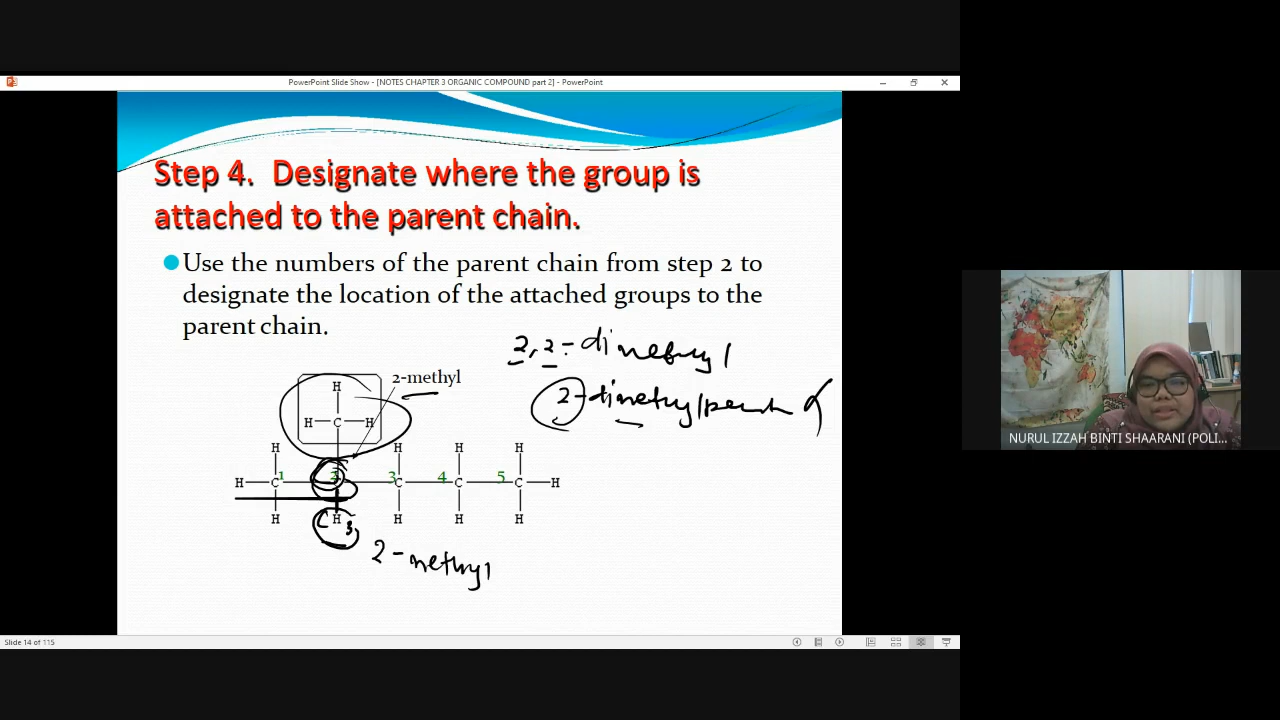 PowerPoint Slide Show - [NOTES CHAPTER 3 ORGANIC COMPOUND part 2] - PowerPoint
Step 4. Designate where the group is
attached to the parent chain.
Use the numbers of the parent chain from step 2 to
designate the location of the attached groups to the
parent chain.
2,2-dimethyl
2-methyl
2-dimethylpent
H
H C H
H H H H
H C 1 2 3 C 4 C 5 C H
H CH3 H H H
2-methyl
NURUL IZZAH BINTI SHAARANI (POLI...
Slide 14 of 115